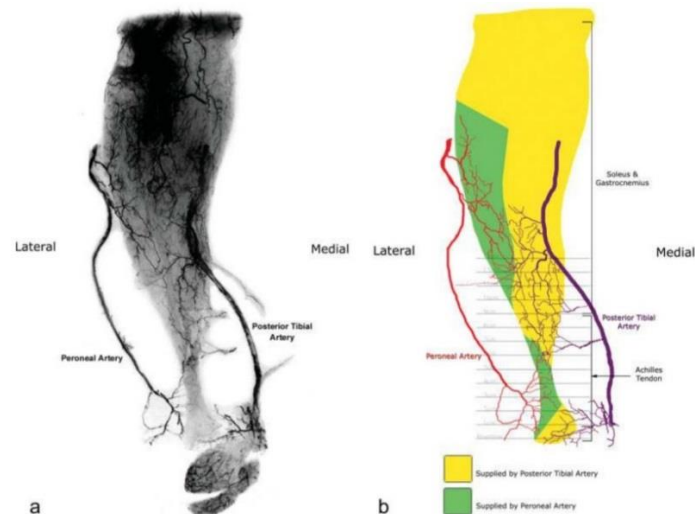 Lateral
Medial
Posterior Tibial
Artery
Peroneal Artery
a
Soleus &
Gastrocnemius
Lateral
Medial
Posterior Tibial
Artery
Peroneal Artery
Achilles
Tendon
Supplied by Posterior Tibial Artery
b
Supplied by Peroneal Artery